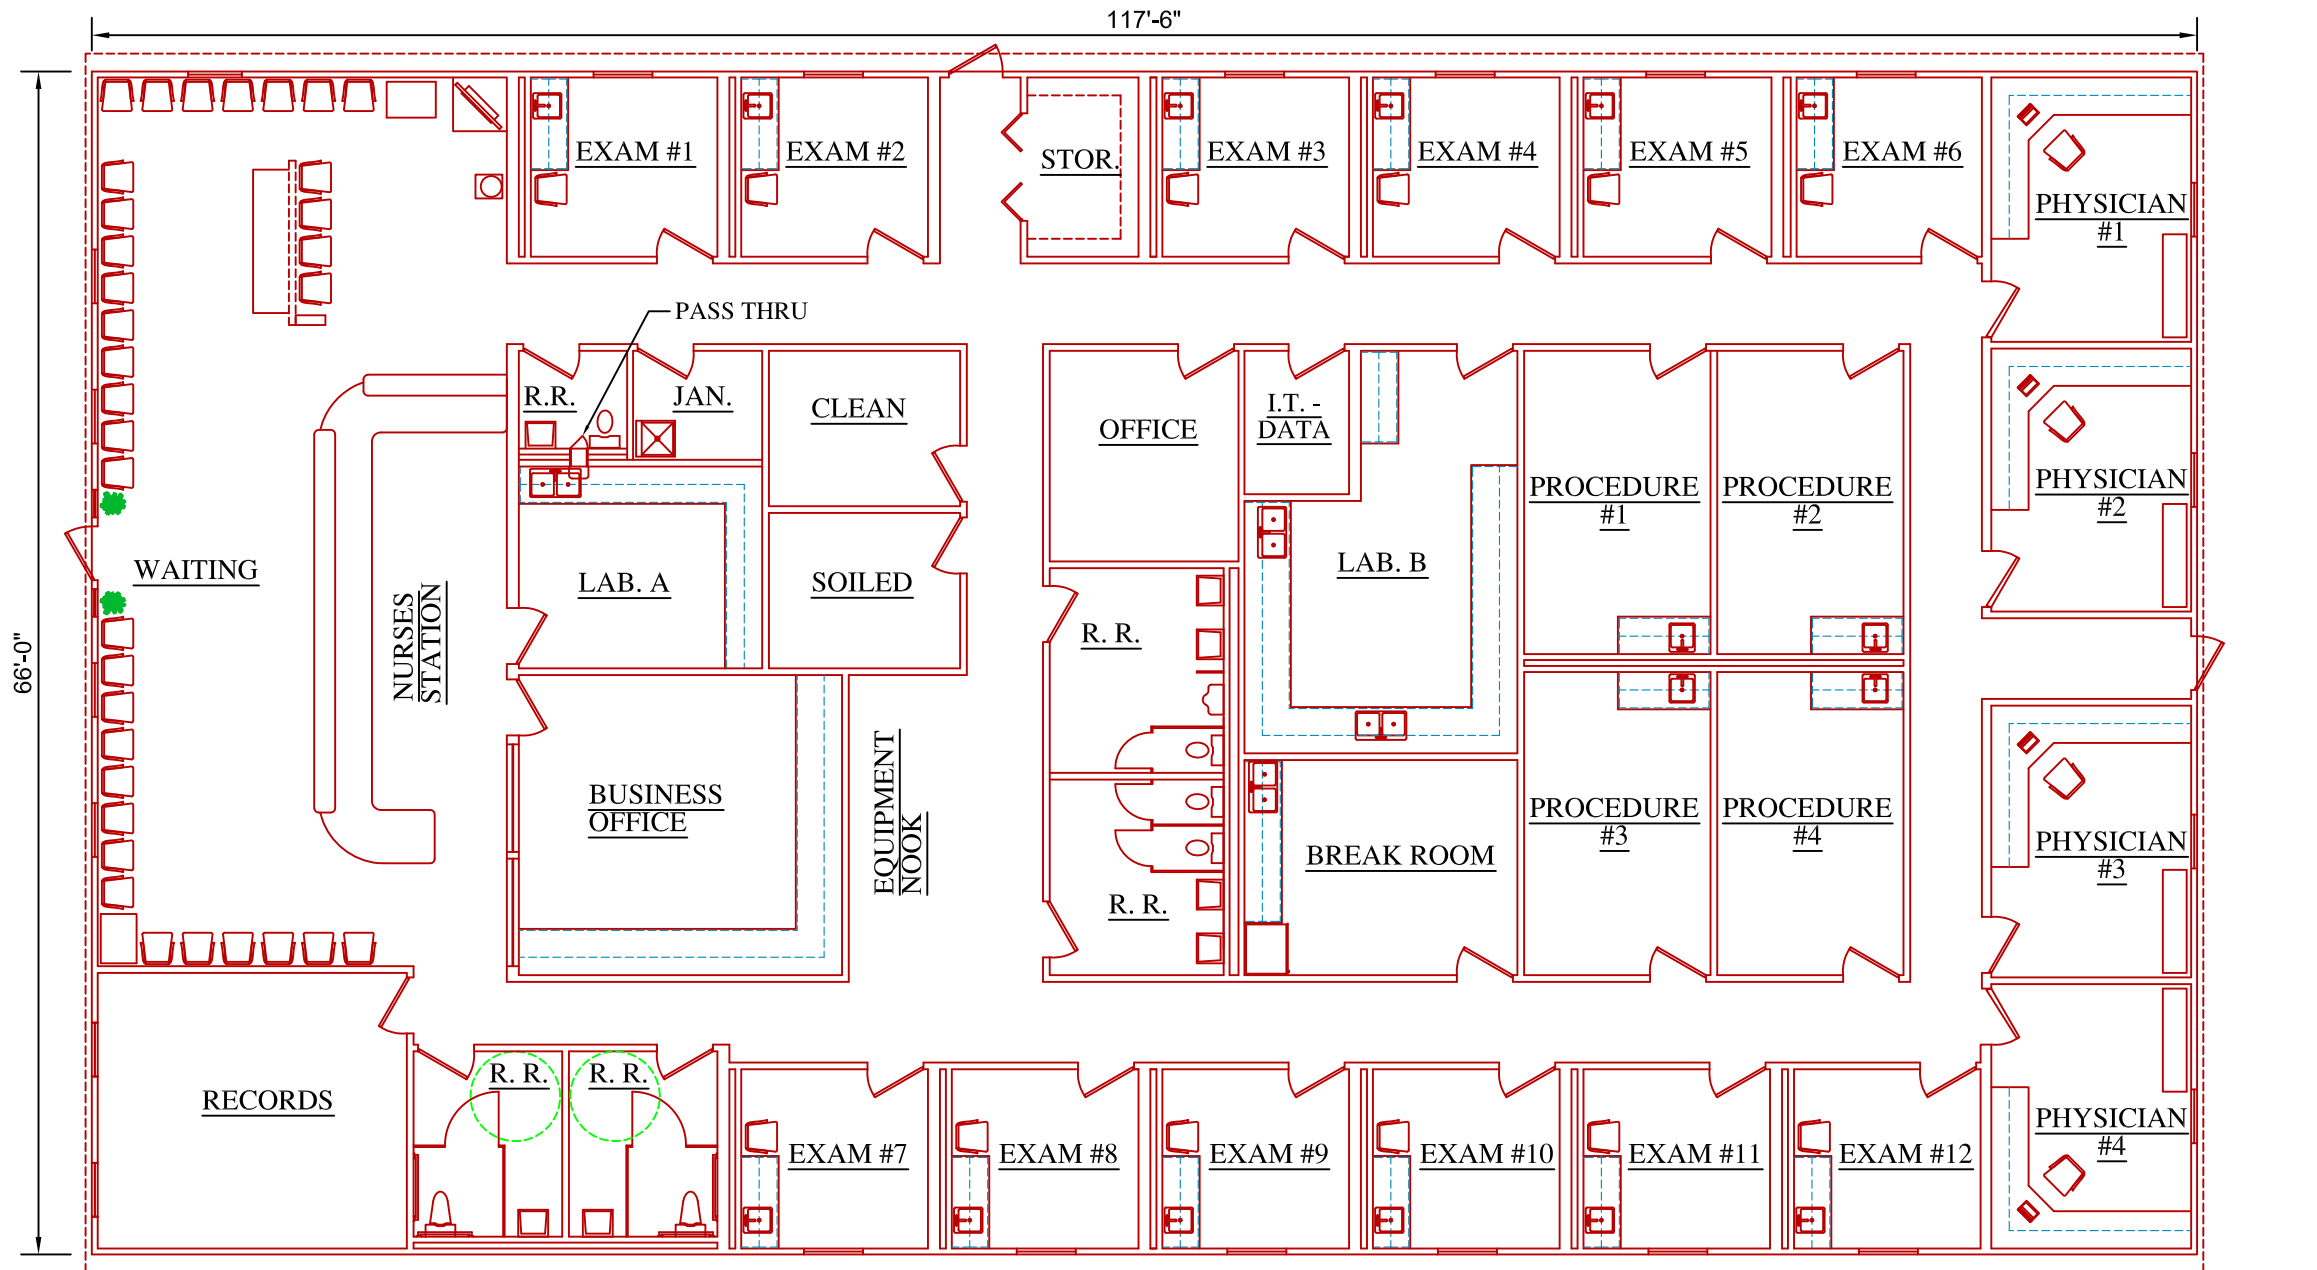 117'-6"
EXAM #1
EXAM #2
STOR.
EXAM #3
EXAM #4
EXAM #5
EXAM #6
PHYSICIAN
#1
PASS THRU
R.R.
JAN.
CLEAN
OFFICE
I.T. -
DATA
PROCEDURE
#1
PROCEDURE
#2
PHYSICIAN
#2
WAITING
LAB. A
SOILED
LAB. B
R. R.
66'-0"
NURSES
STATION
BUSINESS
OFFICE
EQUIPMENT
NOOK
BREAK ROOM
PROCEDURE
#3
PROCEDURE
#4
PHYSICIAN
#3
R. R.
RECORDS
R. R.
R. R.
EXAM #7
EXAM #8
EXAM #9
EXAM #10
EXAM #11
EXAM #12
PHYSICIAN
#4